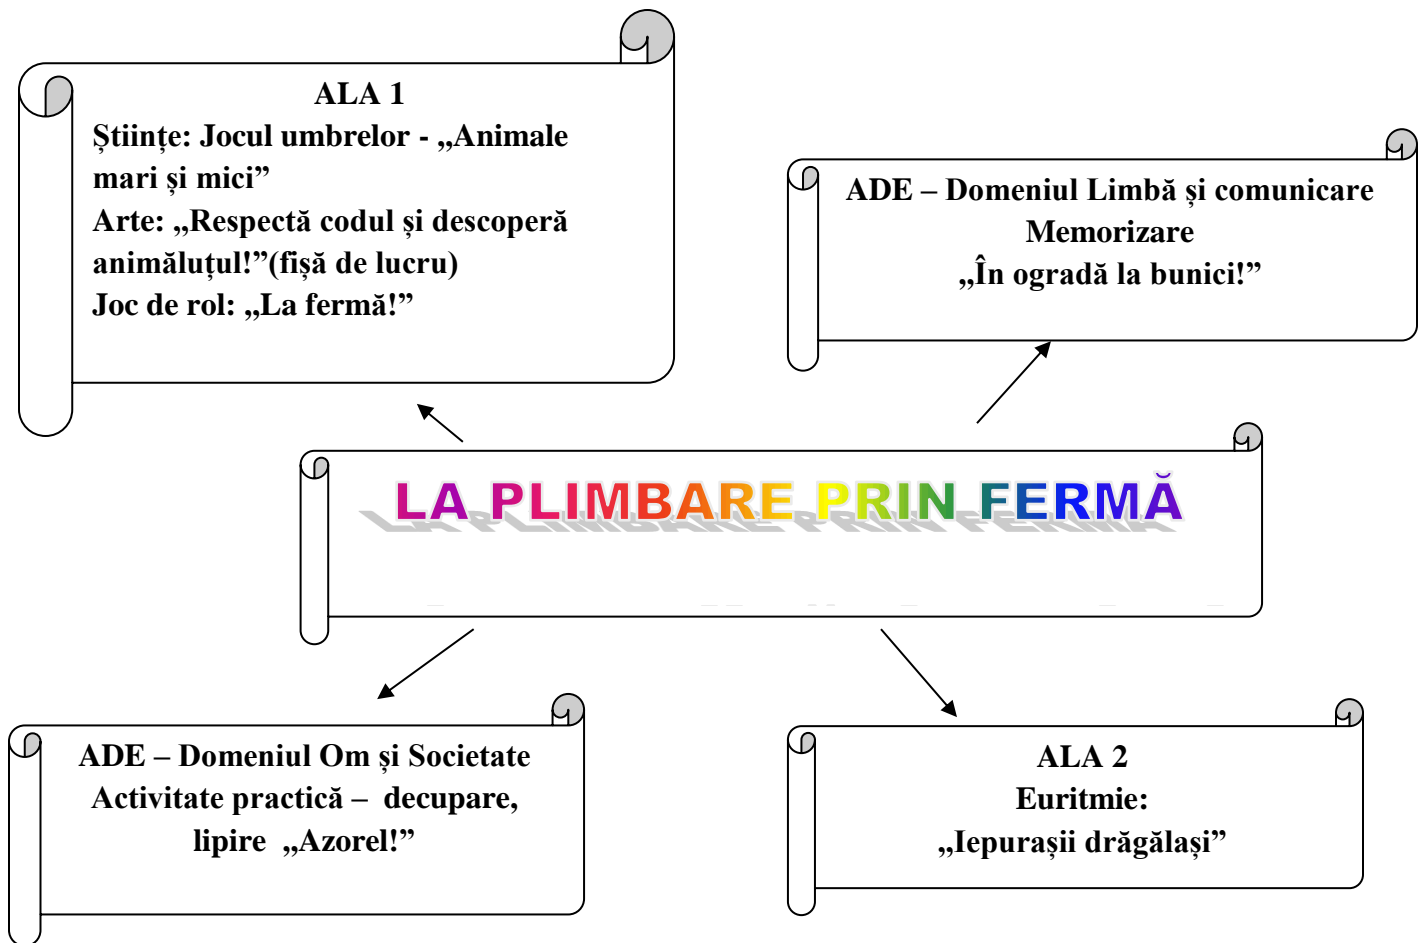 ALA 1
Științe: Jocul umbrelor - „Animale
mari și mici”
Arte: „Respectă codul și descoperă
animăluțul!”(fișă de lucru)
Joc de rol: „La fermă!”
ADE – Domeniul Limbă și comunicare
Memorizare
„În ogradă la bunici!”
LA PLIMBARE PRIN FERMĂ
ADE – Domeniul Om și Societate
Activitate practică – decupare,
lipire „Azorel!”
ALA 2
Euritmie:
„Iepurașii drăgălași”